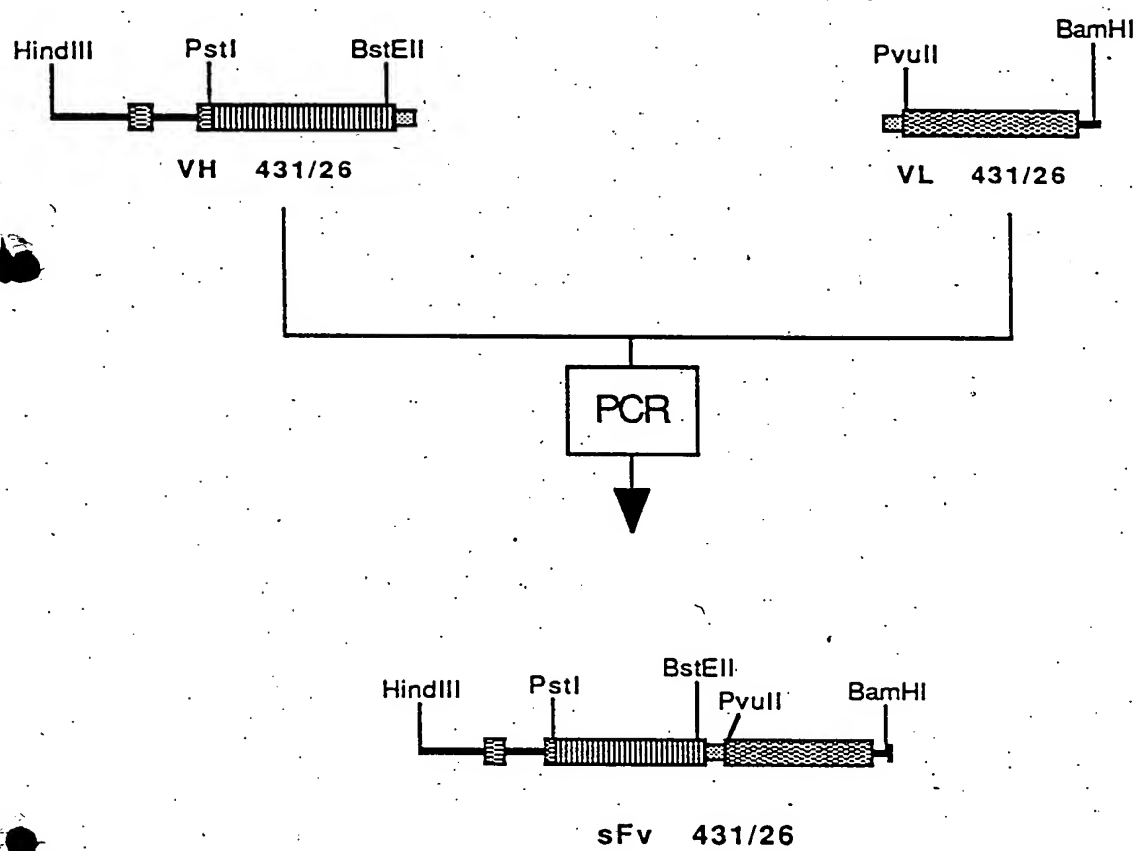 HindIII PstI BstEII
VH 431/26
PvuII BamHI
VL 431/26
PCR
HindIII PstI BstEII PvuII BamHI
sFv 431/26